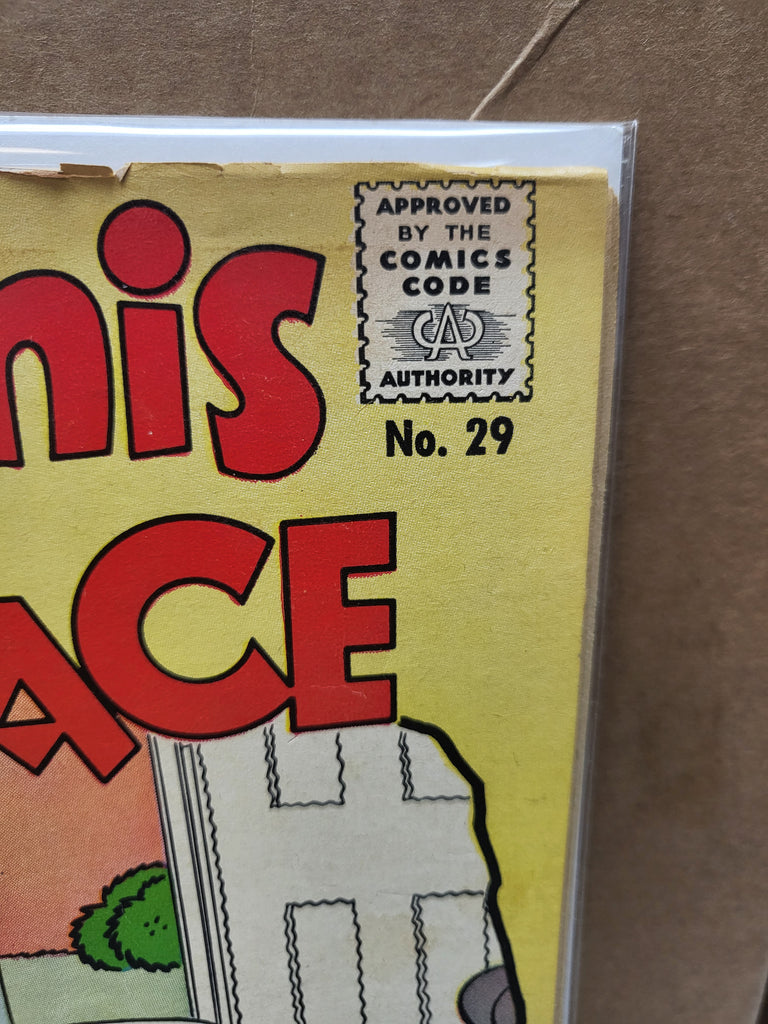 APPROVED
BY THE
COMICS
CODE
CA
AUTHORITY
No. 29
nis
ACE